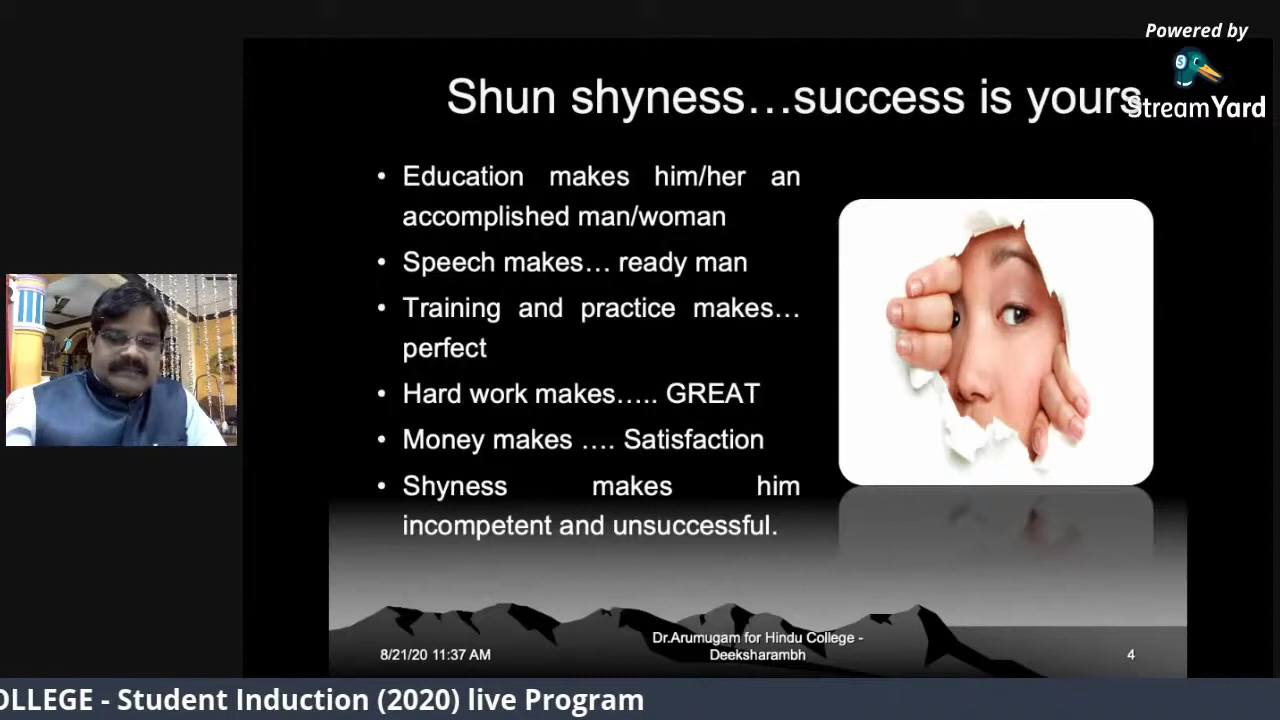 Powered by
StreamYard
Shun shyness…success is yours
• Education makes him/her an
accomplished man/woman
• Speech makes… ready man
• Training and practice makes…
perfect
• Hard work makes….. GREAT
• Money makes …. Satisfaction
• Shyness makes him
incompetent and unsuccessful.
8/21/20 11:37 AM
Dr.Arumugam for Hindu College -
Deeksharambh
4
OLLEGE - Student Induction (2020) live Program